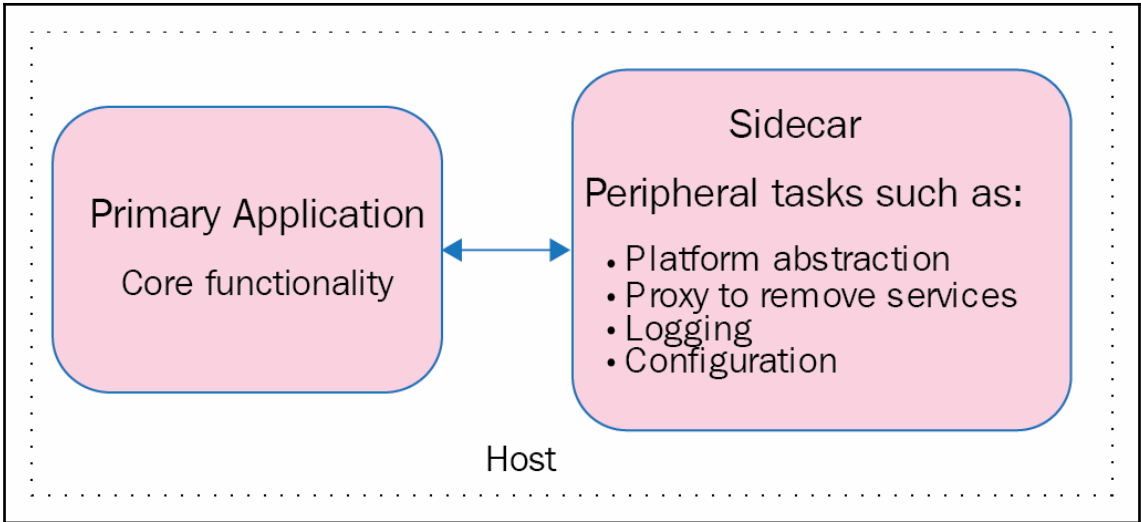 Primary Application
Core functionality
Sidecar
Peripheral tasks such as:
• Platform abstraction
• Proxy to remove services
• Logging
• Configuration
Host